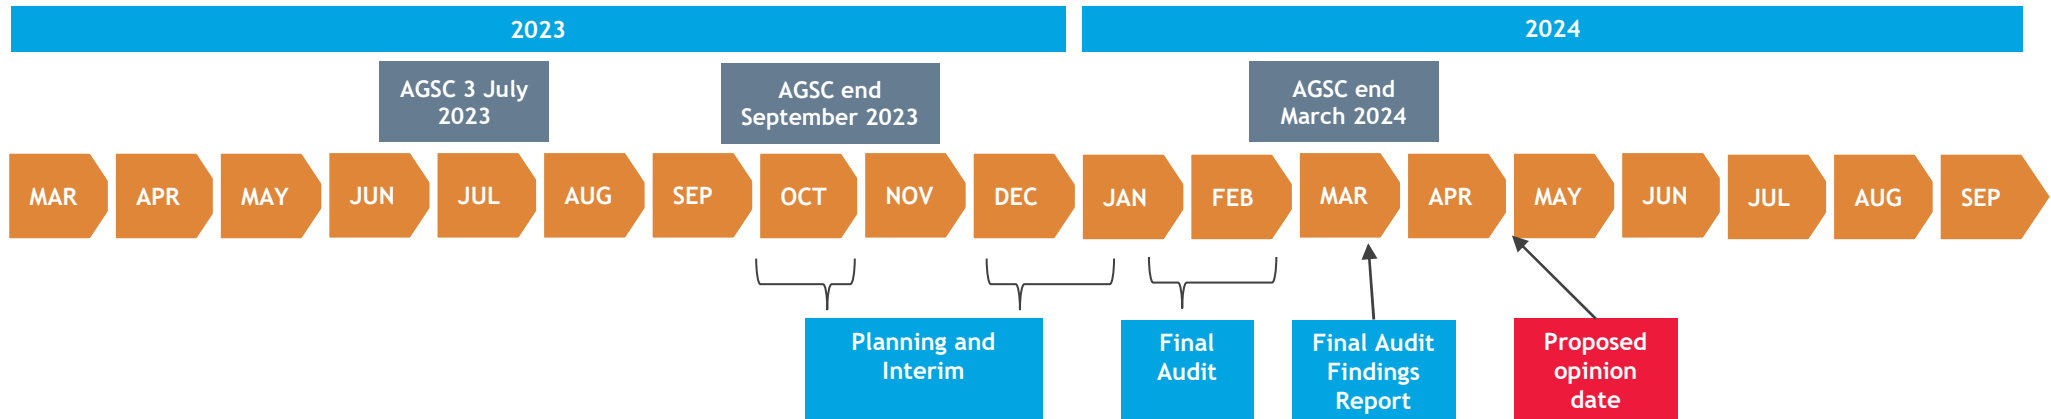 2023
2024
AGSC 3 July
2023
AGSC end
September 2023
AGSC end
March 2024
MAR
APR
MAY
JUN
JUL
AUG
SEP
OCT
NOV
DEC
JAN
FEB
MAR
APR
MAY
JUN
JUL
AUG
SEP
Planning and
Interim
Final
Audit
Final Audit
Findings
Report
Proposed
opinion
date